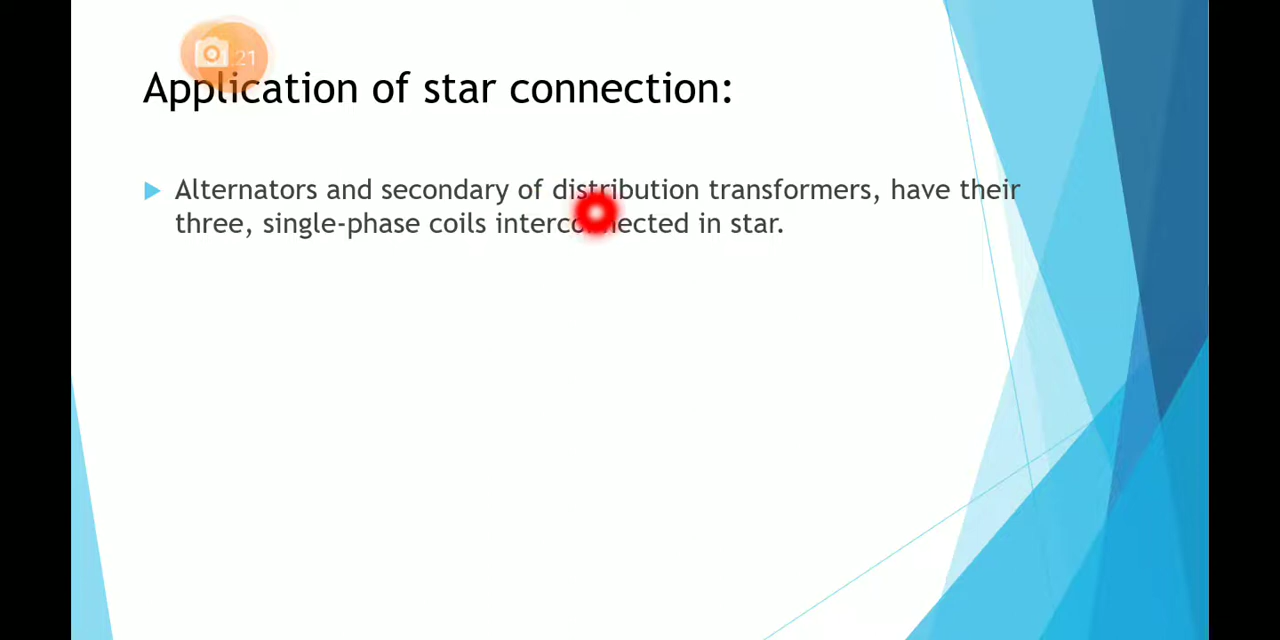 21
Application of star connection:
Alternators and secondary of distribution transformers, have their
three, single-phase coils interconnected in star.